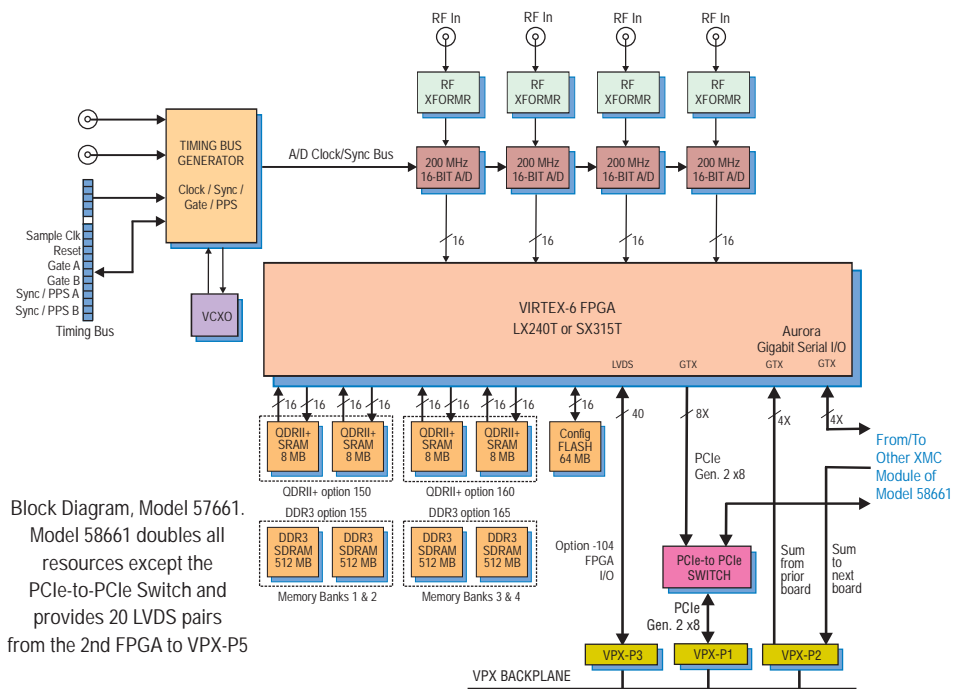 RF In
RF In
RF In
RF In
RF
XFORMR
RF
XFORMR
RF
XFORMR
RF
XFORMR
TIMING BUS
GENERATOR
Clock / Sync /
Gate / PPS
A/D Clock/Sync Bus
200 MHz
16-BIT A/D
200 MHz
16-BIT A/D
200 MHz
16-BIT A/D
200 MHz
16-BIT A/D
16
16
16
16
Sample Clk
Reset
Gate A
Gate B
Sync / PPS A
Sync / PPS B
Timing Bus
VCXO
VIRTEX-6 FPGA
LX240T or SX315T
Aurora
Gigabit Serial I/O
LVDS
GTX
GTX
GTX
16
16
16
16
16
16
16
16
16
40
8X
4X
4X
QDRII+
SRAM
8 MB
QDRII+
SRAM
8 MB
QDRII+
SRAM
8 MB
QDRII+
SRAM
8 MB
Config
FLASH
64 MB
QDRII+ option 150
QDRII+ option 160
DDR3 option 155
DDR3 option 165
DDR3
SDRAM
512 MB
DDR3
SDRAM
512 MB
DDR3
SDRAM
512 MB
DDR3
SDRAM
512 MB
Memory Banks 1 & 2
Memory Banks 3 & 4
PCIe
Gen. 2 x8
From/To
Other XMC
Module of
Model 58661
Option -104
FPGA
I/O
PCIe-to PCIe
SWITCH
Sum
from
prior
board
Sum
to
next
board
PCIe
Gen. 2 x8
VPX-P3
VPX-P1
VPX-P2
VPX BACKPLANE
Block Diagram, Model 57661.
Model 58661 doubles all
resources except the
PCIe-to-PCIe Switch and
provides 20 LVDS pairs
from the 2nd FPGA to VPX-P5